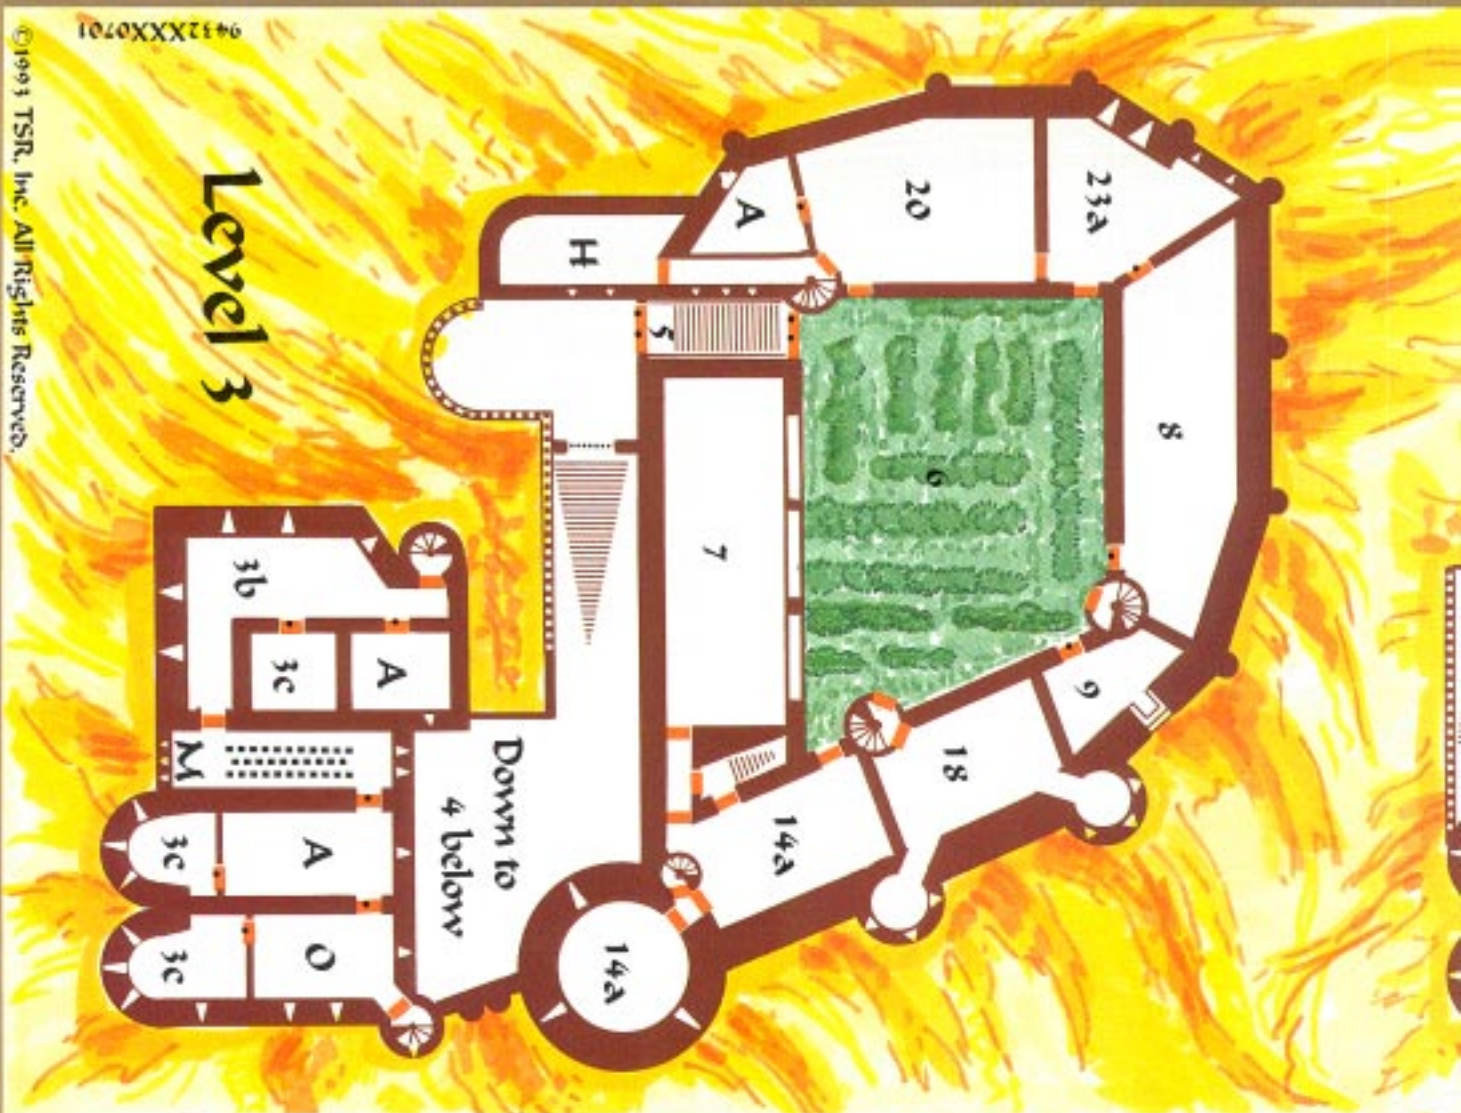 9432XXX0701
©1993 TSR, Inc. All Rights Reserved.
Level 3
A
20
23a
H
5
8
6
7
3b
3c
A
9
18
M
Down to
4 below
14a
3c
A
14a
3c
O